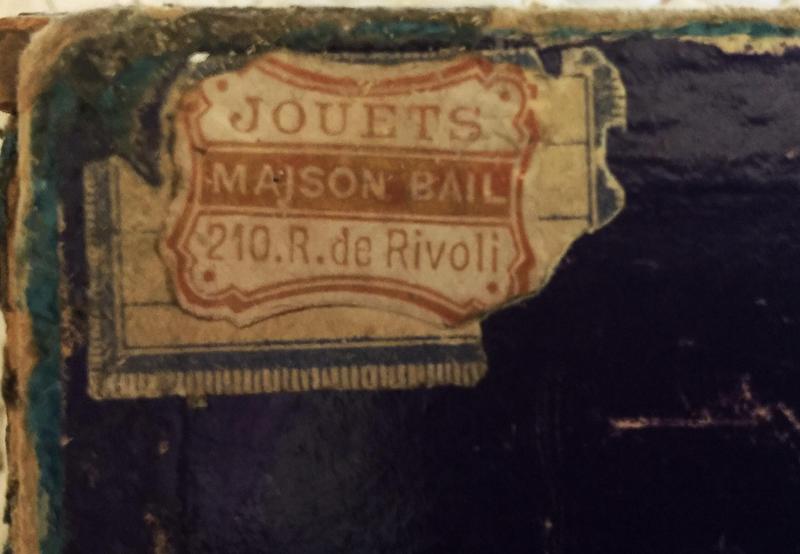 JOUETS
MAISON BAIL
210.R.de Rivoli